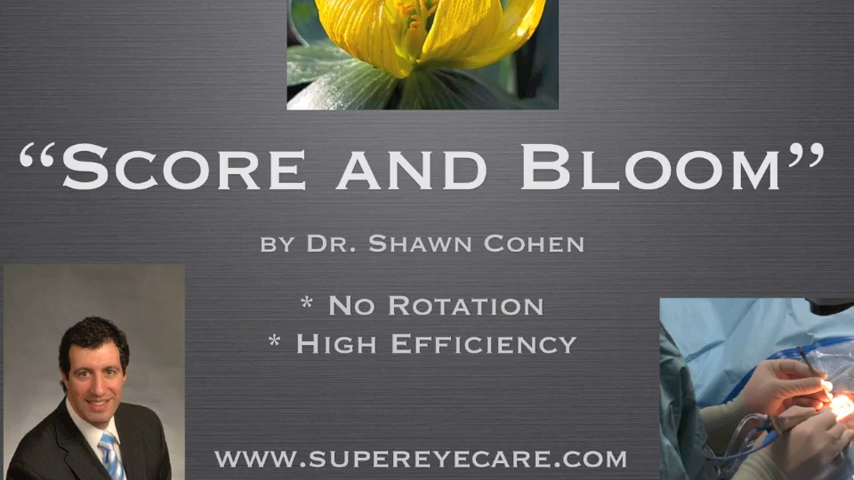 “Score and Bloom”
by Dr. Shawn Cohen
* No Rotation
* High Efficiency
www.supereyecare.com